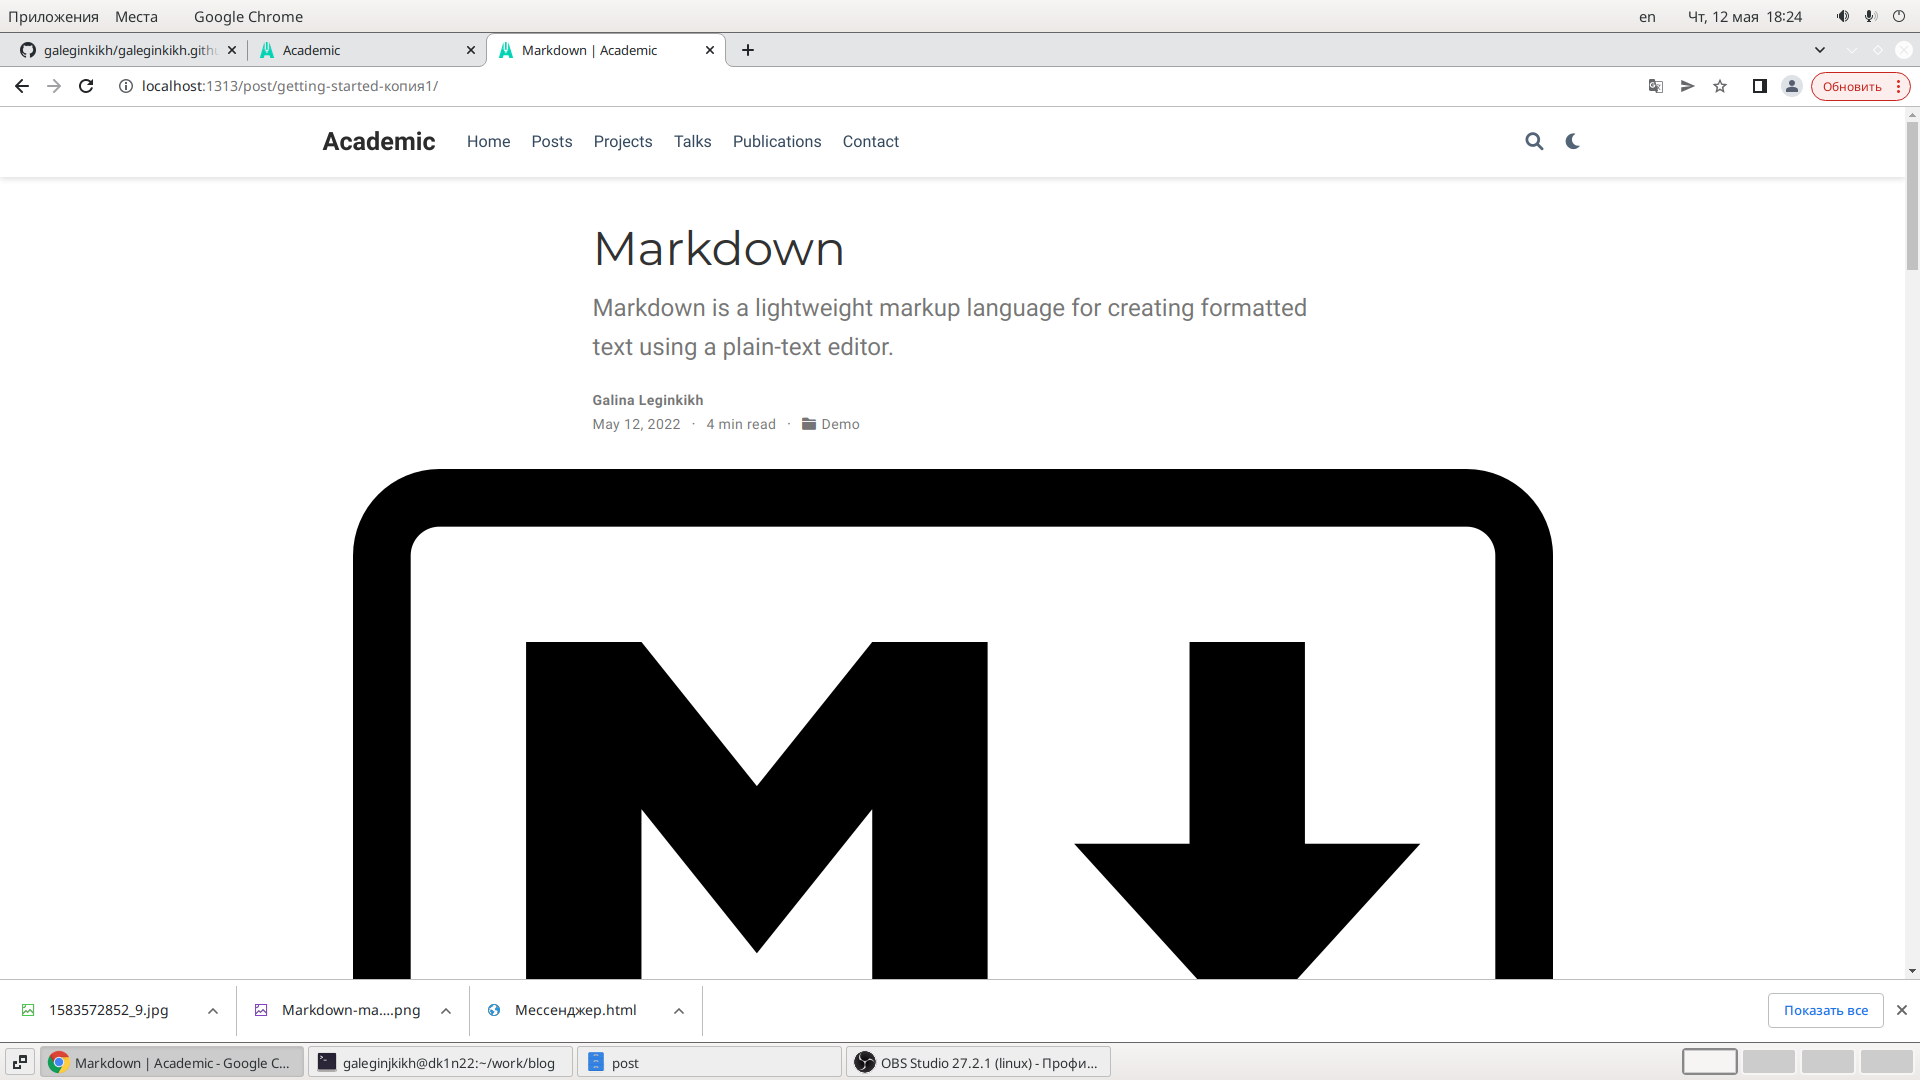 Приложения Места Google Chrome en Чт, 12 мая 18:24
galeginkikh/galeginkikh.githu Academic Markdown | Academic
localhost:1313/post/getting-started-копия1/ Обновить
Academic Home Posts Projects Talks Publications Contact
Markdown
Markdown is a lightweight markup language for creating formatted
text using a plain-text editor.
Galina Leginkikh
May 12, 2022 · 4 min read · Demo
1583572852_9.jpg Markdown-ma....png Мессенджер.html Показать все
Markdown | Academic - Google C... galeginjkikh@dk1n22:~/work/blog post OBS Studio 27.2.1 (linux) - Профи...